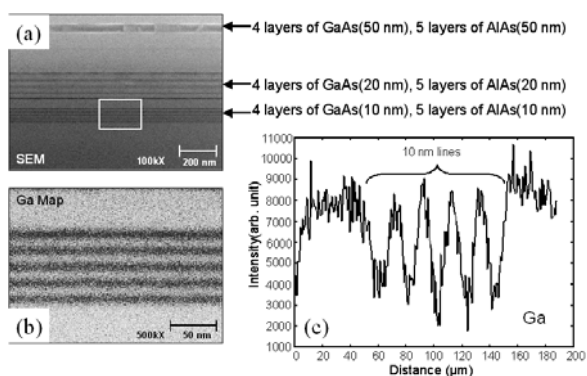 (a)
4 layers of GaAs(50 nm), 5 layers of AlAs(50 nm)
4 layers of GaAs(20 nm), 5 layers of AlAs(20 nm)
4 layers of GaAs(10 nm), 5 layers of AlAs(10 nm)
SEM
100kX
200 nm
Ga Map
(b)
500kX
50 nm
11000
10000
9000
8000
7000
6000
5000
4000
3000
2000
1000
Intensity(arb. unit)
10 nm lines
(c)
Ga
0 20 40 60 80 100 120 140 160 180 200
Distance (µm)